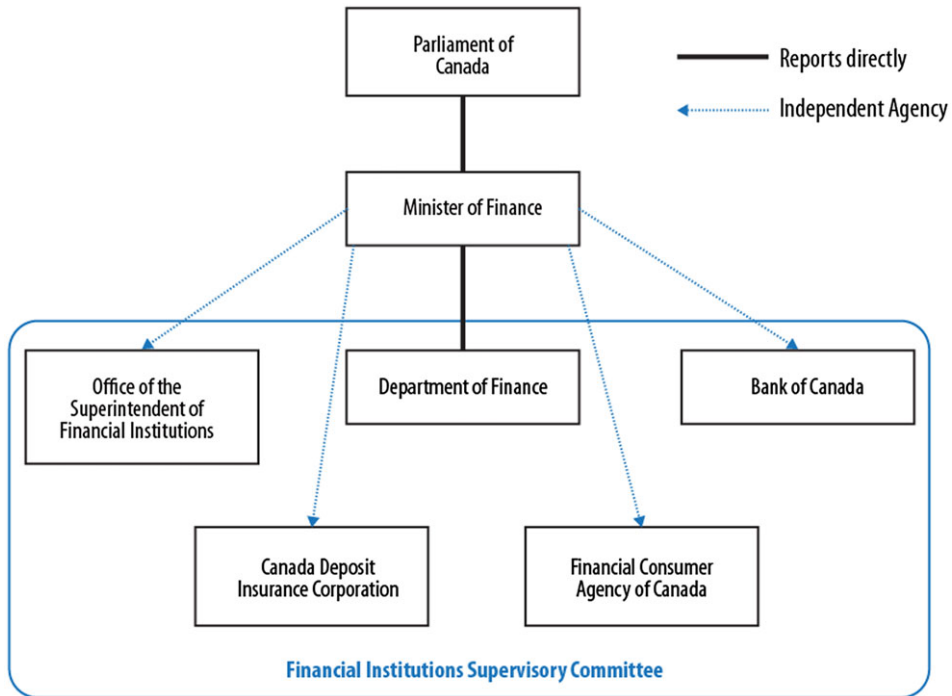 Parliament of
Canada
Reports directly
Independent Agency
Minister of Finance
Office of the
Superintendent of
Financial Institutions
Department of Finance
Bank of Canada
Canada Deposit
Insurance Corporation
Financial Consumer
Agency of Canada
Financial Institutions Supervisory Committee